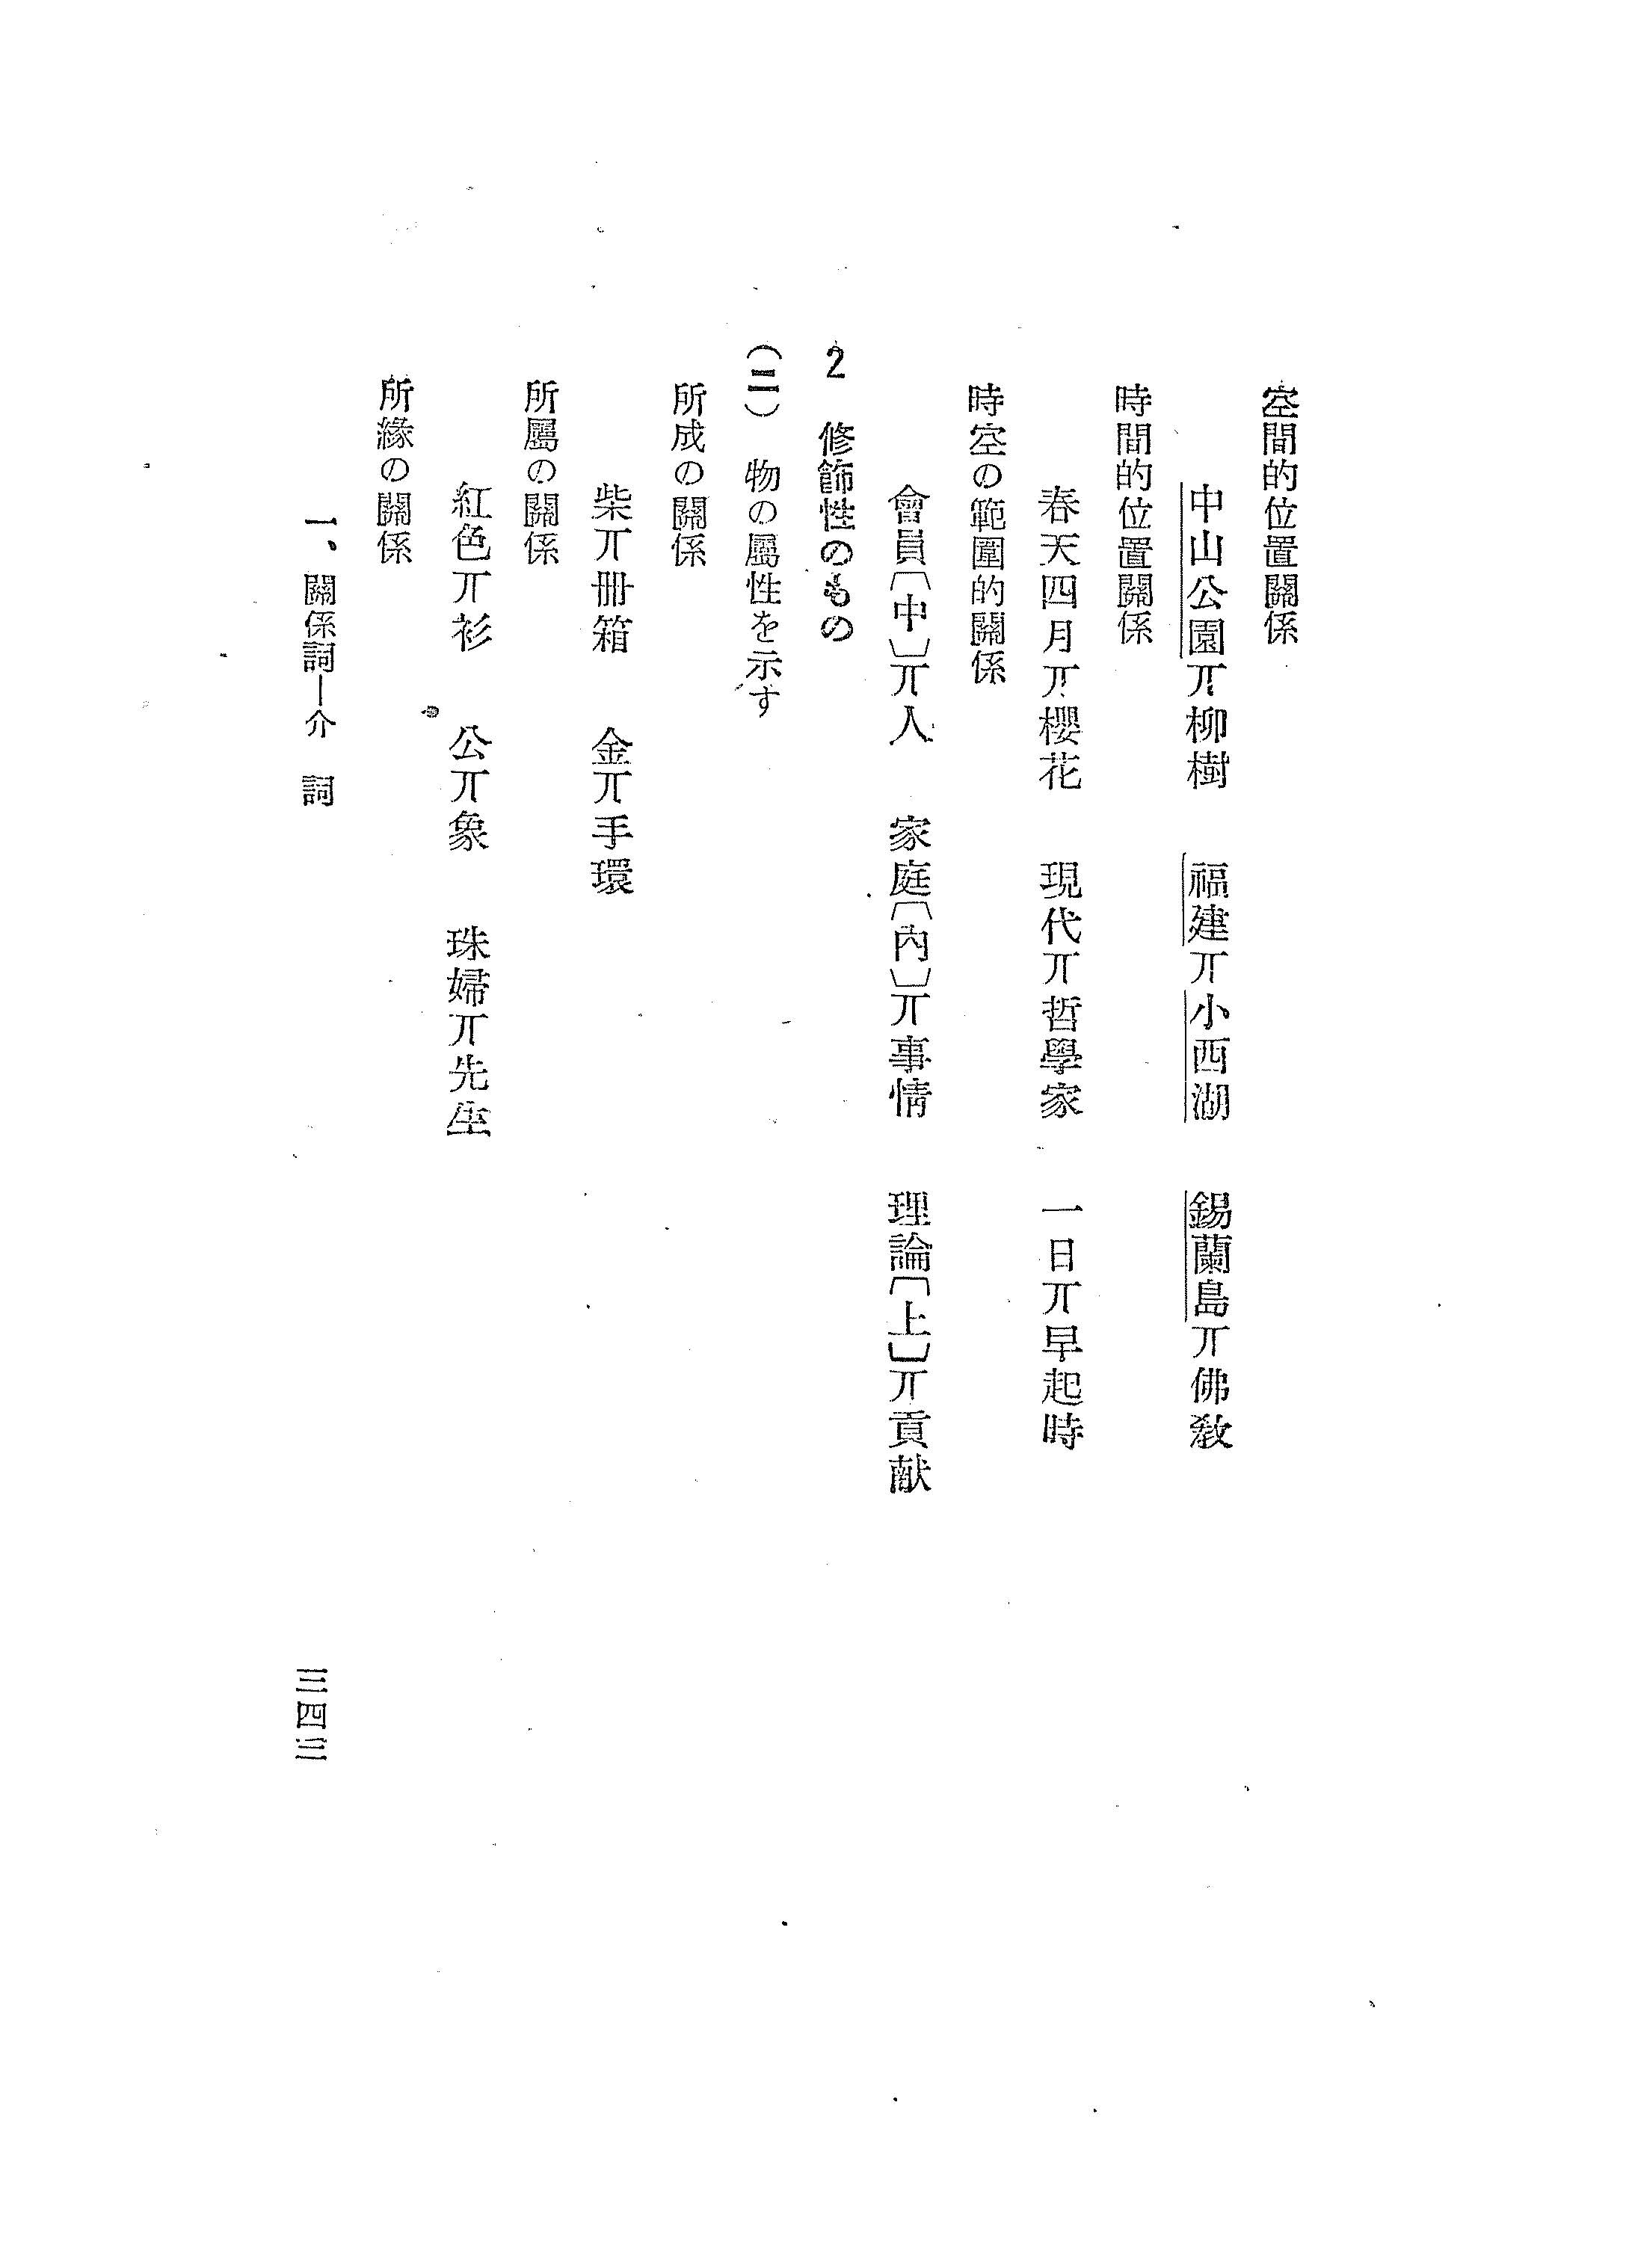 空間的位置關係
中山公園丌柳樹　福建丌小西湖　錫蘭島丌佛敎
時間的位置關係
春天四月丌櫻花　現代丌哲學家　一日丌早起時
時空の範圍的關係
會員〔中〕丌人　家庭〔內〕丌事情　理論〔上〕丌貢献
2　修飾性のもの
(二)　物の屬性を示す
所成の關係
柴丌冊箱　金丌手環
所屬の關係
紅色丌衫　公丌象　珠婦丌先生
所緣の關係
一、關係詞—介　詞
三四三